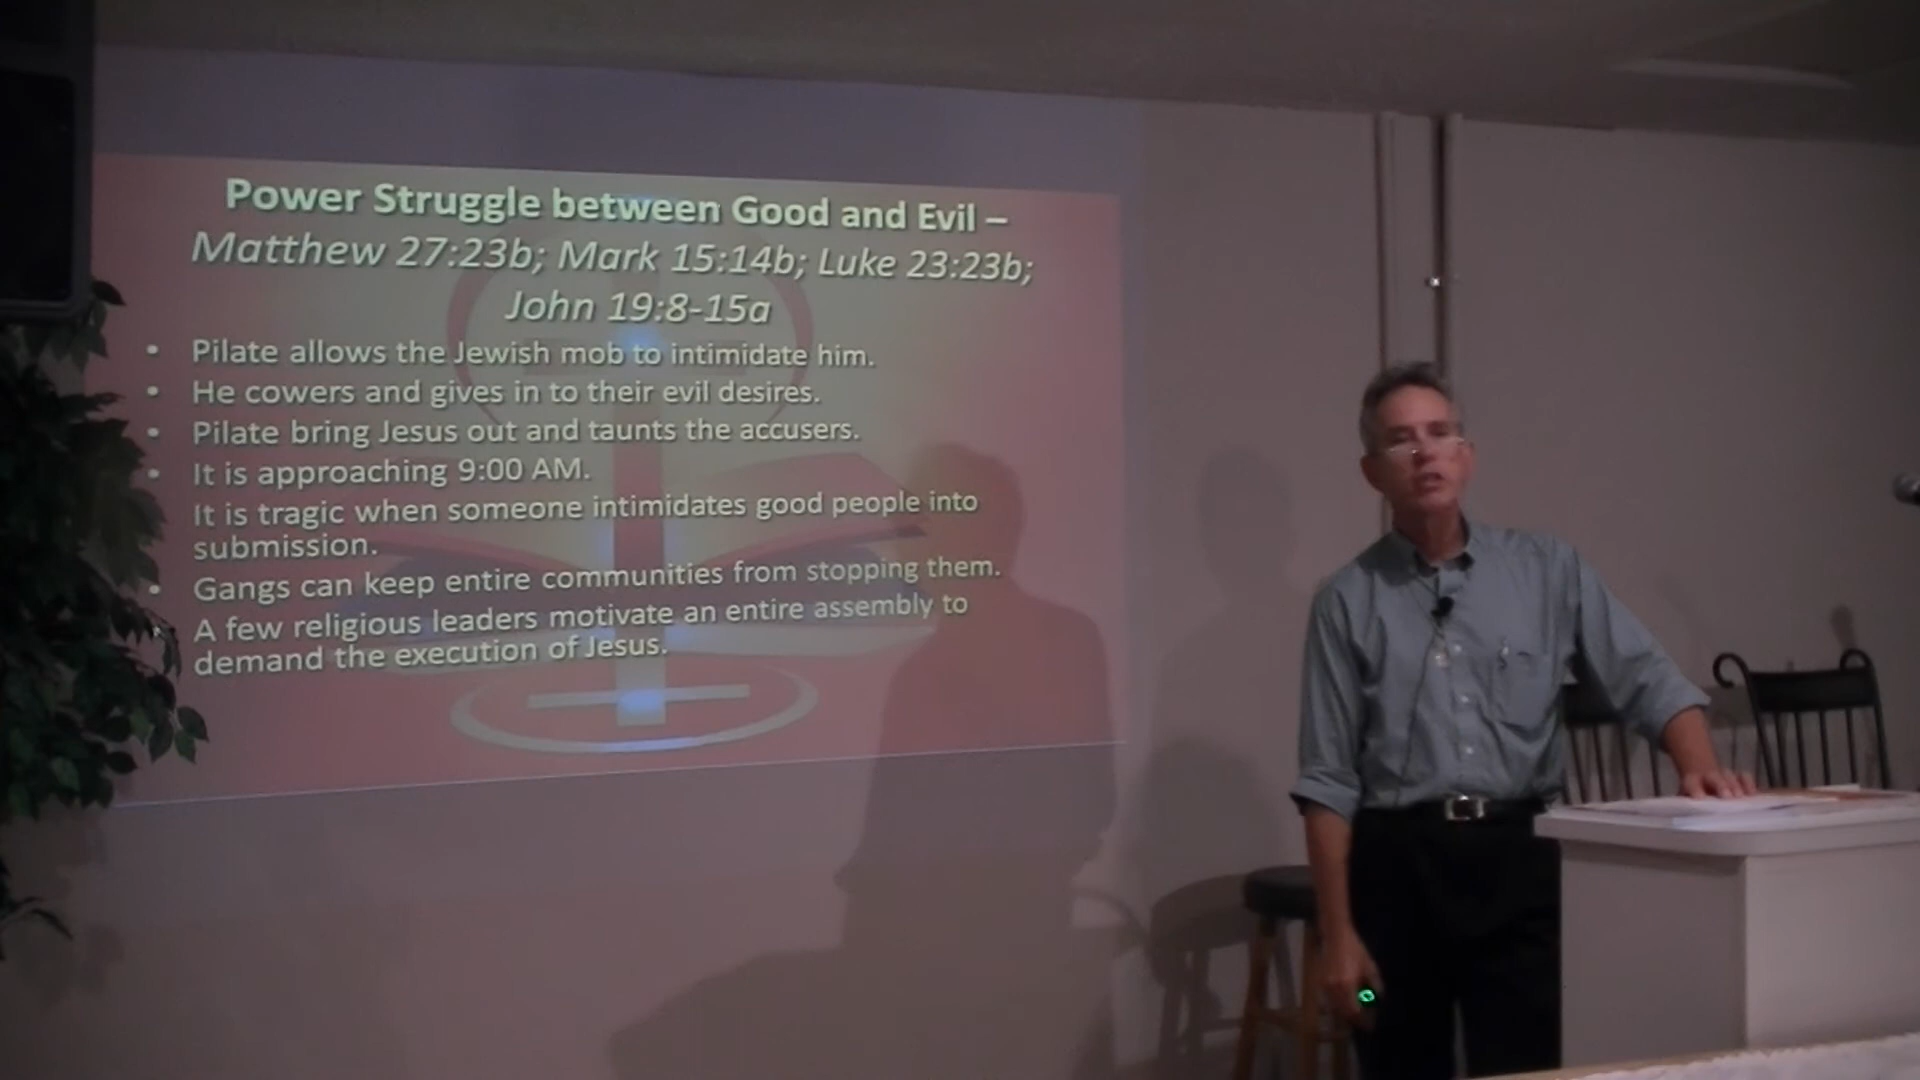 Power Struggle between Good and Evil –
Matthew 27:23b; Mark 15:14b; Luke 23:23b;
John 19:8-15a
• Pilate allows the Jewish mob to intimidate him.
• He cowers and gives in to their evil desires.
• Pilate bring Jesus out and taunts the accusers.
• It is approaching 9:00 AM.
It is tragic when someone intimidates good people into
submission.
• Gangs can keep entire communities from stopping them.
• A few religious leaders motivate an entire assembly to
demand the execution of Jesus.